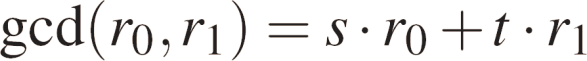 gcd(r₀, r₁) = s · r₀ + t · r₁